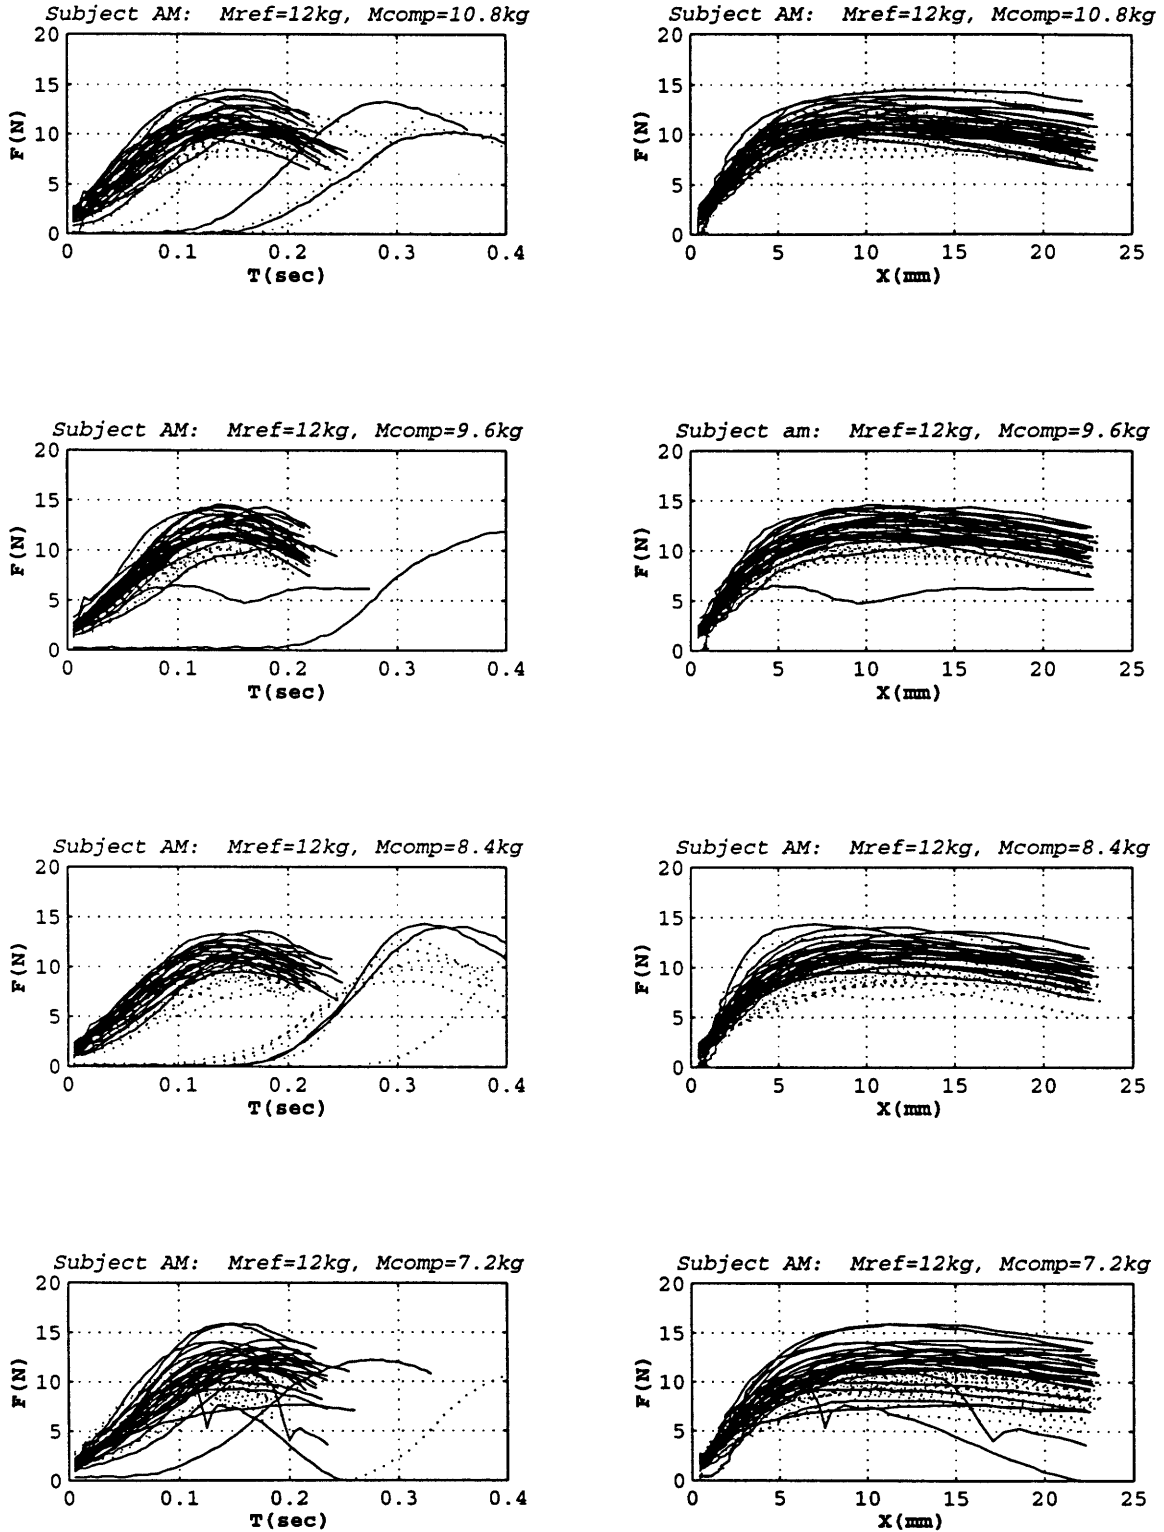 Subject AM: Mref=12kg, Mcomp=10.8kg
20
15
10
5
0
F(N)
0 0.1 0.2 0.3 0.4
T(sec)
Subject AM: Mref=12kg, Mcomp=10.8kg
20
15
10
5
0
F(N)
0 5 10 15 20 25
X(mm)
Subject AM: Mref=12kg, Mcomp=9.6kg
20
15
10
5
0
F(N)
0 0.1 0.2 0.3 0.4
T(sec)
Subject am: Mref=12kg, Mcomp=9.6kg
20
15
10
5
0
F(N)
0 5 10 15 20 25
X(mm)
Subject AM: Mref=12kg, Mcomp=8.4kg
20
15
10
5
0
F(N)
0 0.1 0.2 0.3 0.4
T(sec)
Subject AM: Mref=12kg, Mcomp=8.4kg
20
15
10
5
0
F(N)
0 5 10 15 20 25
X(mm)
Subject AM: Mref=12kg, Mcomp=7.2kg
20
15
10
5
0
F(N)
0 0.1 0.2 0.3 0.4
T(sec)
Subject AM: Mref=12kg, Mcomp=7.2kg
20
15
10
5
0
F(N)
0 5 10 15 20 25
X(mm)